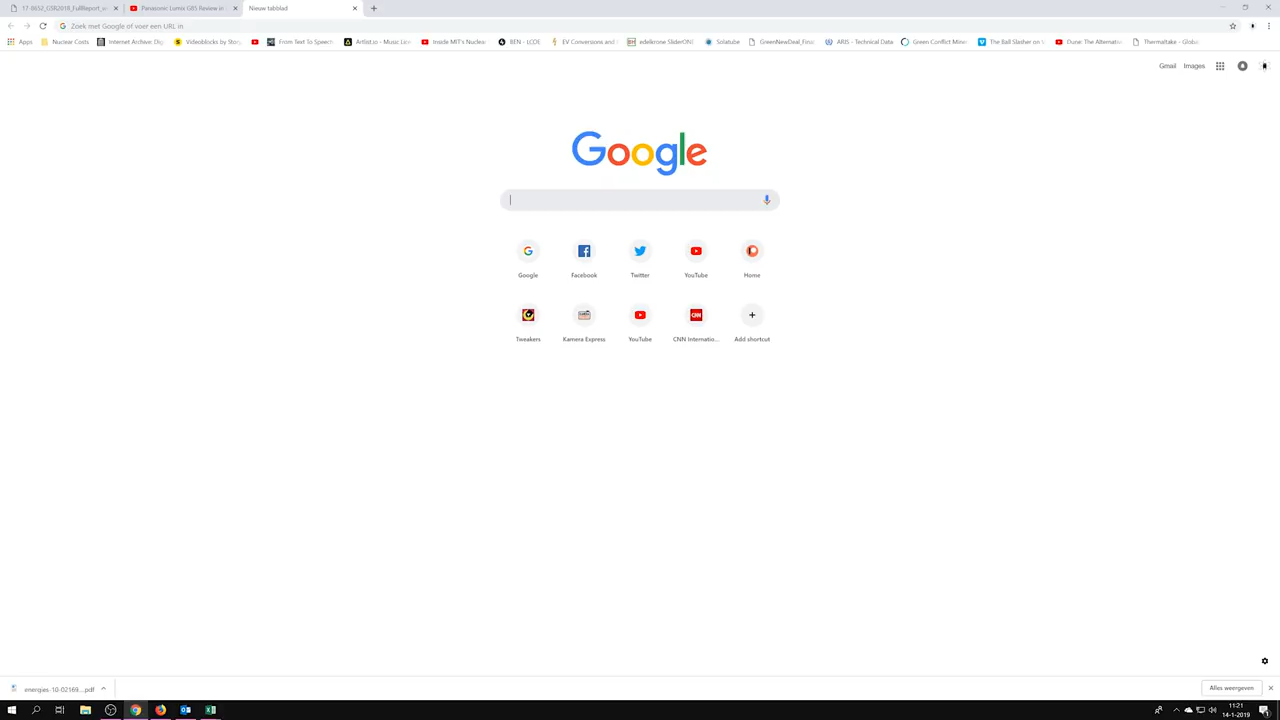 17-8652_GSR2018_FullReport_w
Panasonic Lumix GH5 Review in
Nieuw tabblad
Zoek met Google of voer een URL in
Apps
Nuclear Costs
Internet Archive: Dig
Videoblocks by Story
From Text To Speech
Artlist.io - Music Lice
Inside MIT's Nuclear
BEN - LCOE
EV Conversions and
edelkrone SliderONE
Solatube
GreenNewDeal_Final
ARIS - Technical Data
Green Conflict Miner
The Ball Slasher on
Dune: The Alternativ
Thermaltake - Global
Gmail
Images
Google
Google
Facebook
Twitter
YouTube
Home
Tweakers
Kamera Express
YouTube
CNN Internatio...
Add shortcut
energies-10-02169....pdf
Alles weergeven
11:21
14-1-2019